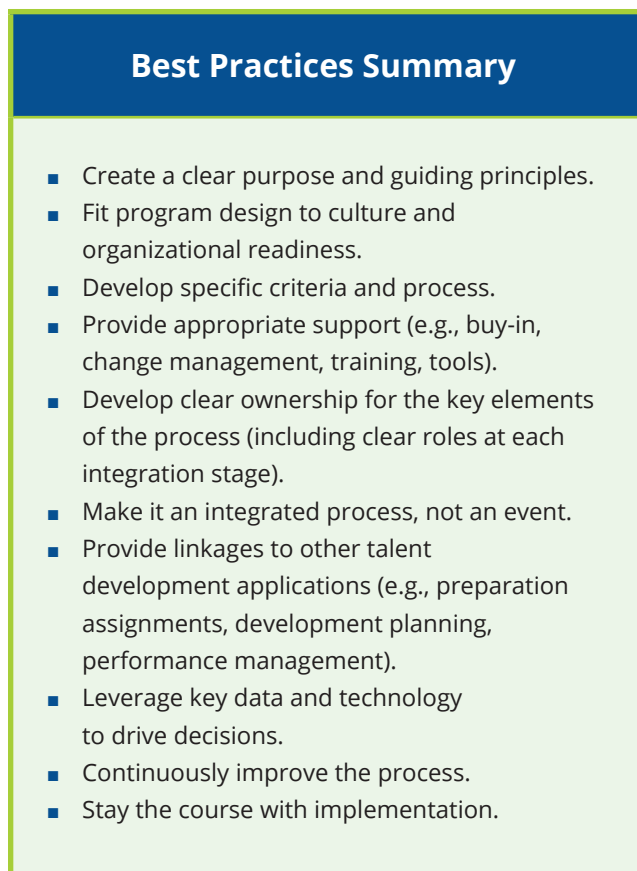 Best Practices Summary
▪ Create a clear purpose and guiding principles.
▪ Fit program design to culture and
organizational readiness.
▪ Develop specific criteria and process.
▪ Provide appropriate support (e.g., buy-in,
change management, training, tools).
▪ Develop clear ownership for the key elements
of the process (including clear roles at each
integration stage).
▪ Make it an integrated process, not an event.
▪ Provide linkages to other talent
development applications (e.g., preparation
assignments, development planning,
performance management).
▪ Leverage key data and technology
to drive decisions.
▪ Continuously improve the process.
▪ Stay the course with implementation.